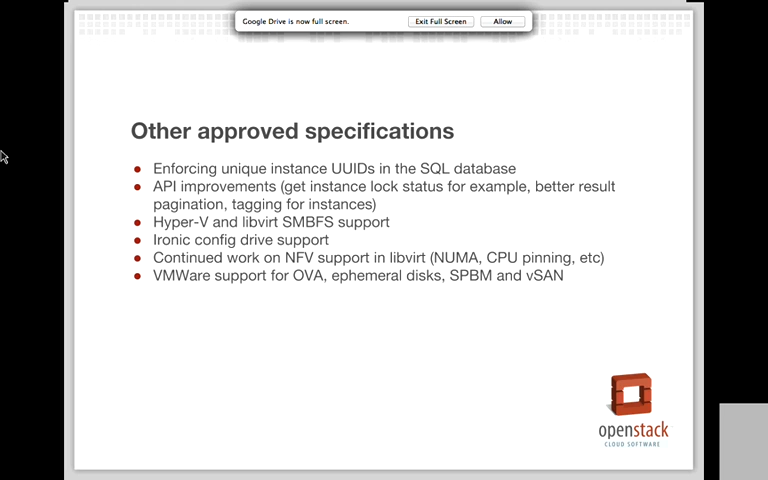 Google Drive is now full screen. Exit Full Screen Allow
Other approved specifications
Enforcing unique instance UUIDs in the SQL database
API improvements (get instance lock status for example, better result
pagination, tagging for instances)
Hyper-V and libvirt SMBFS support
Ironic config drive support
Continued work on NFV support in libvirt (NUMA, CPU pinning, etc)
VMWare support for OVA, ephemeral disks, SPBM and vSAN
openstack
CLOUD SOFTWARE